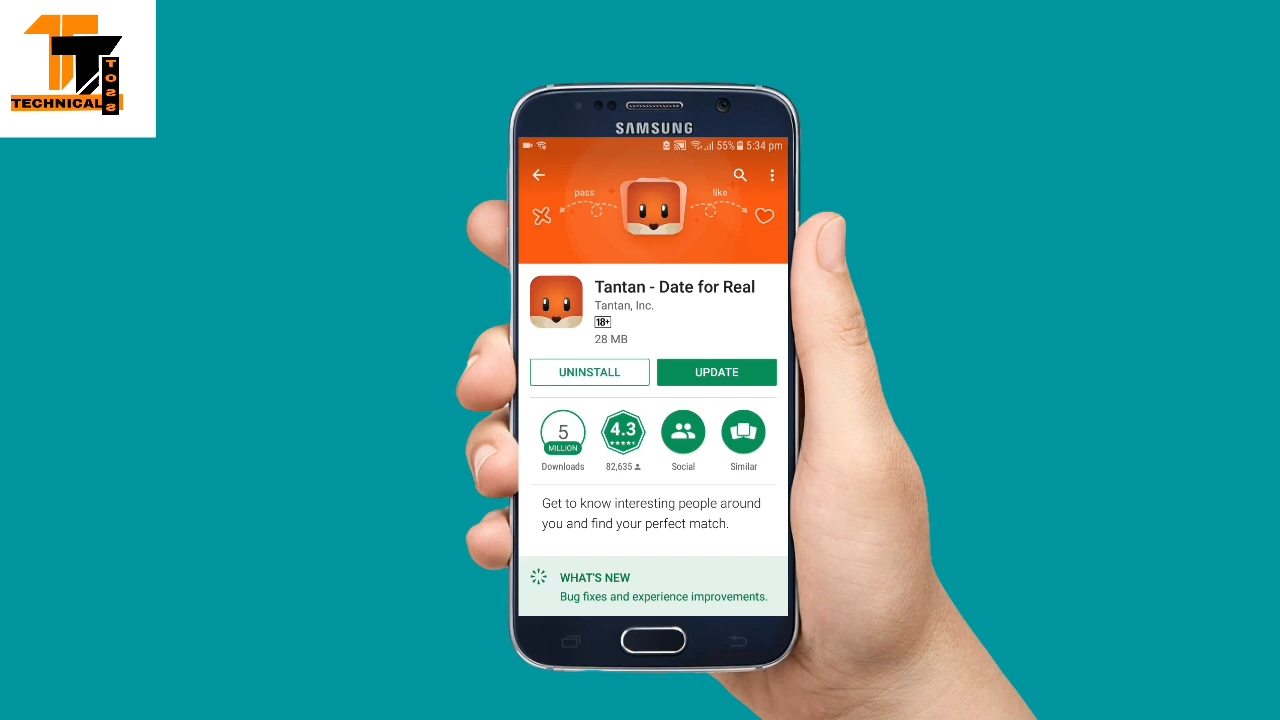 TECHNICAL
TOSS
SAMSUNG
55% 5:34 pm
pass
like
Tantan - Date for Real
Tantan, Inc.
18+
28 MB
UNINSTALL
UPDATE
5
MILLION
Downloads
4.3
82,635
Social
Similar
Get to know interesting people around
you and find your perfect match.
WHAT'S NEW
Bug fixes and experience improvements.